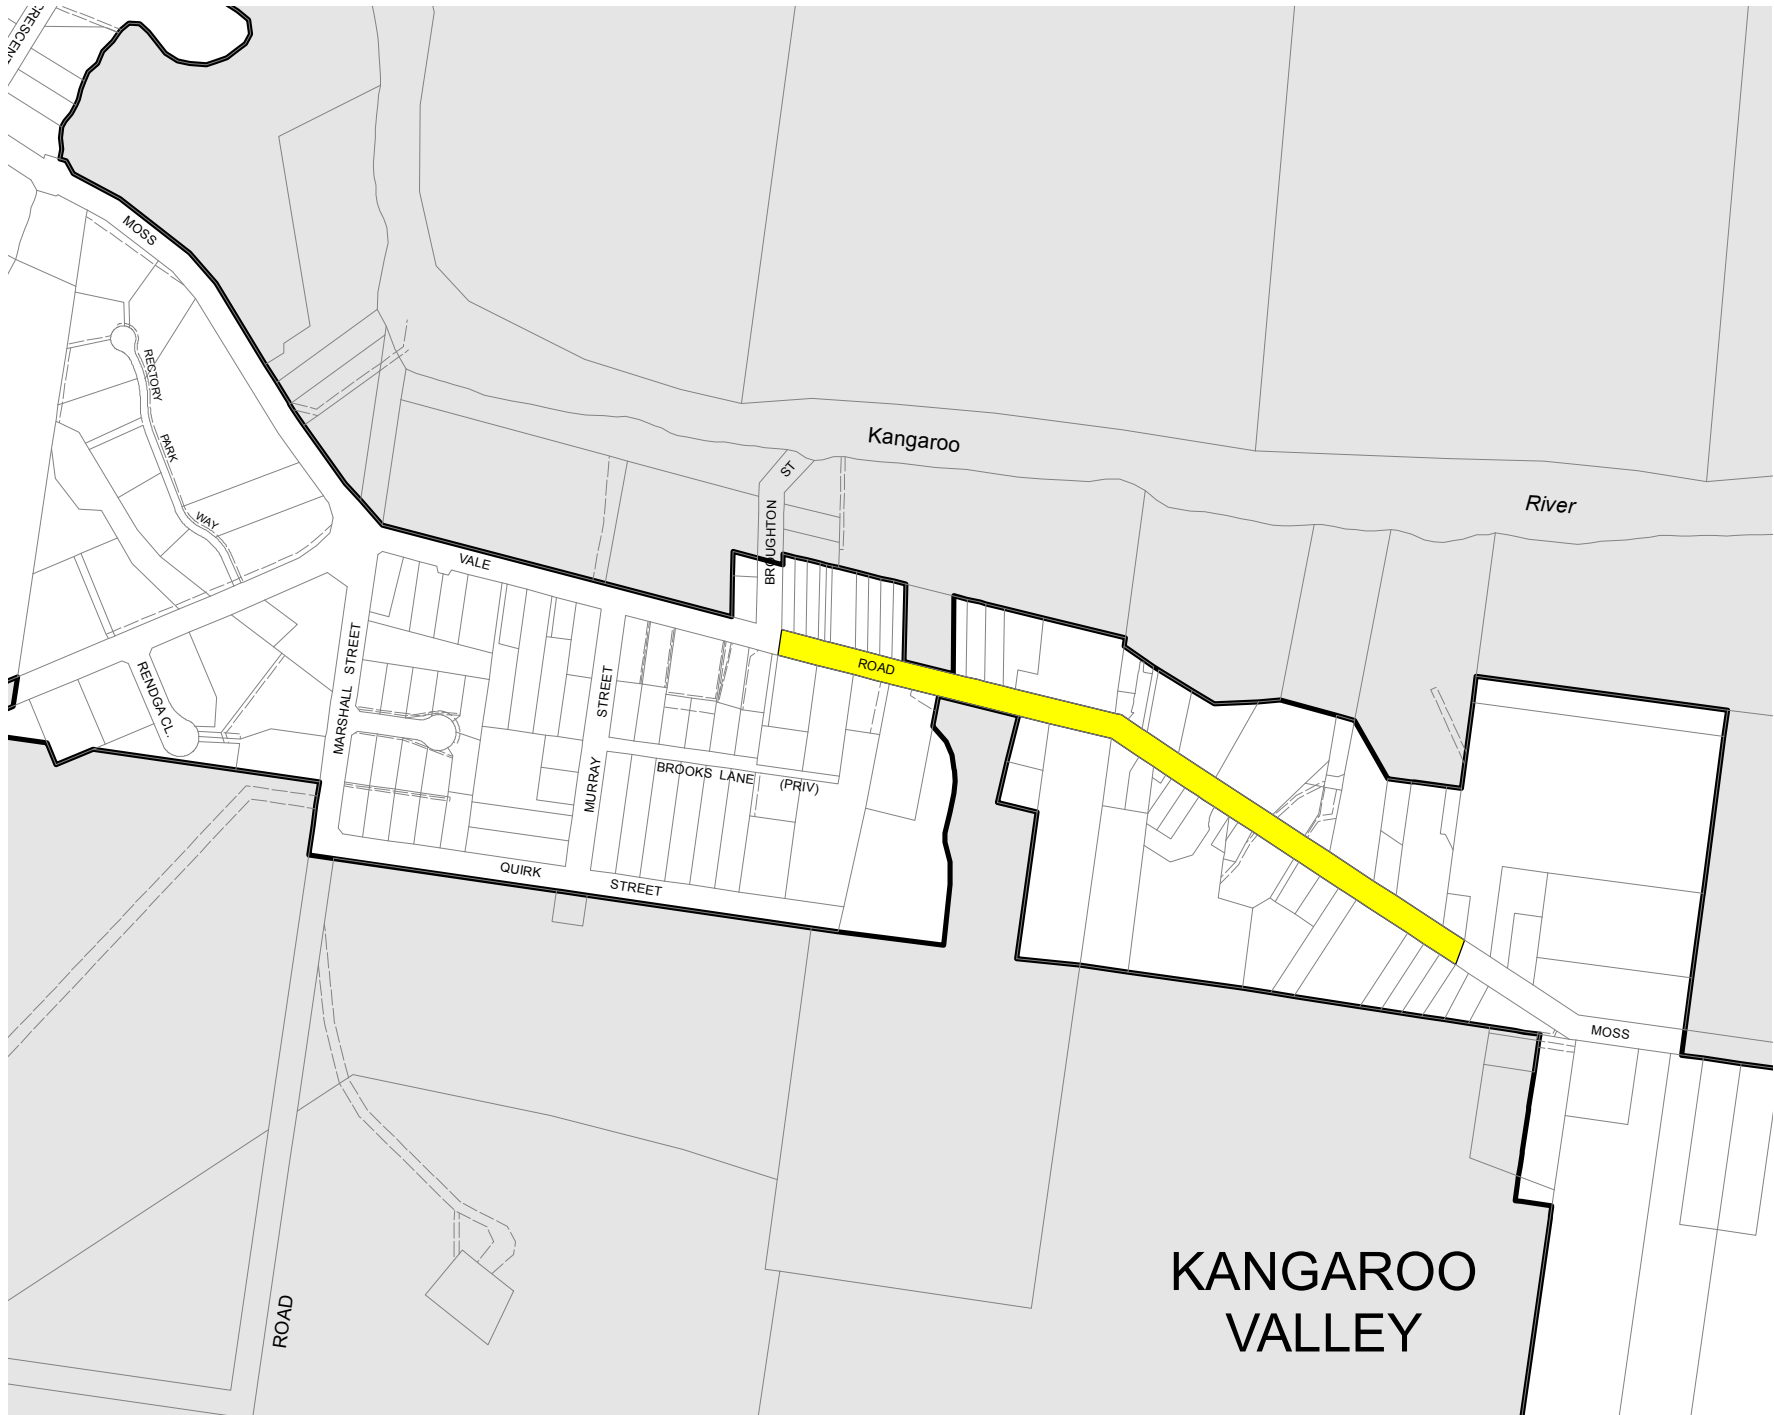 CRESCENT
MOSS
RECTORY
PARK
WAY
Kangaroo
River
ST
BROUGHTON
VALE
ROAD
MARSHALL STREET
RENDGA CL.
STREET
MURRAY
BROOKS LANE (PRIV)
QUIRK STREET
MOSS
ROAD
KANGAROO
VALLEY